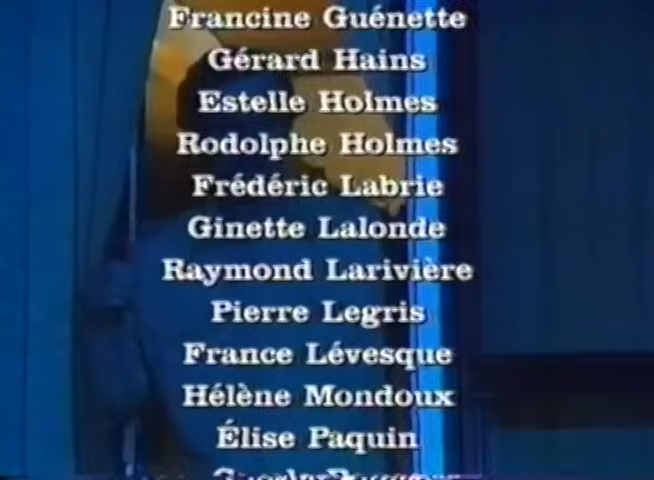 Francine Guénette
Gérard Hains
Estelle Holmes
Rodolphe Holmes
Frédéric Labrie
Ginette Lalonde
Raymond Larivière
Pierre Legris
France Lévesque
Hélène Mondoux
Élise Paquin